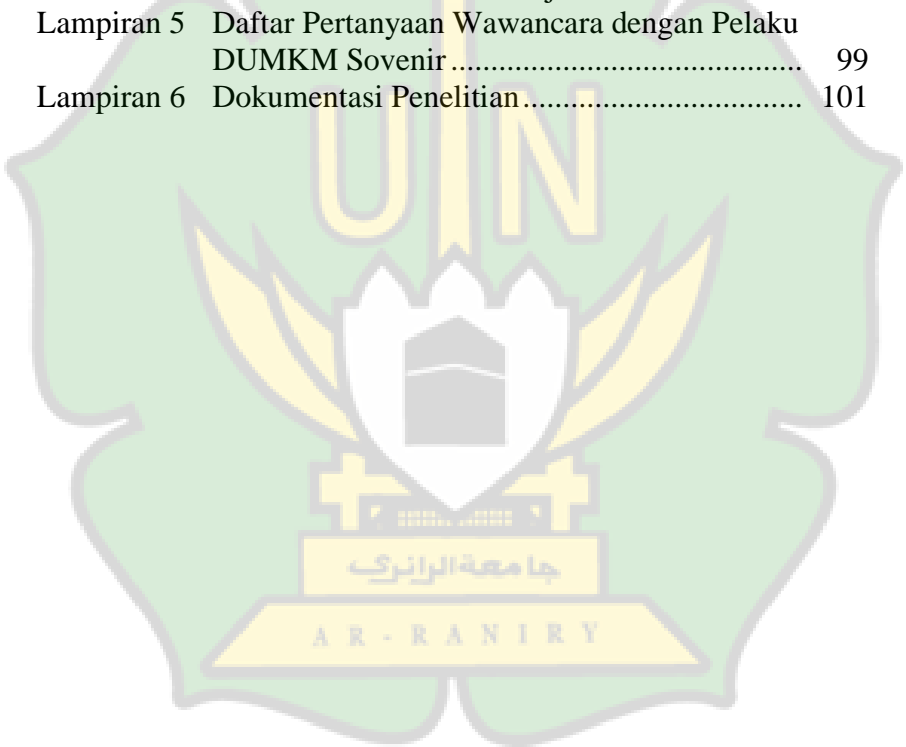 Lampiran 5 Daftar Pertanyaan Wawancara dengan Pelaku
DUMKM Sovenir ............................................ 99
Lampiran 6 Dokumentasi Penelitian................................... 101
UIN
جامعة الرانري
AR-RANIRY